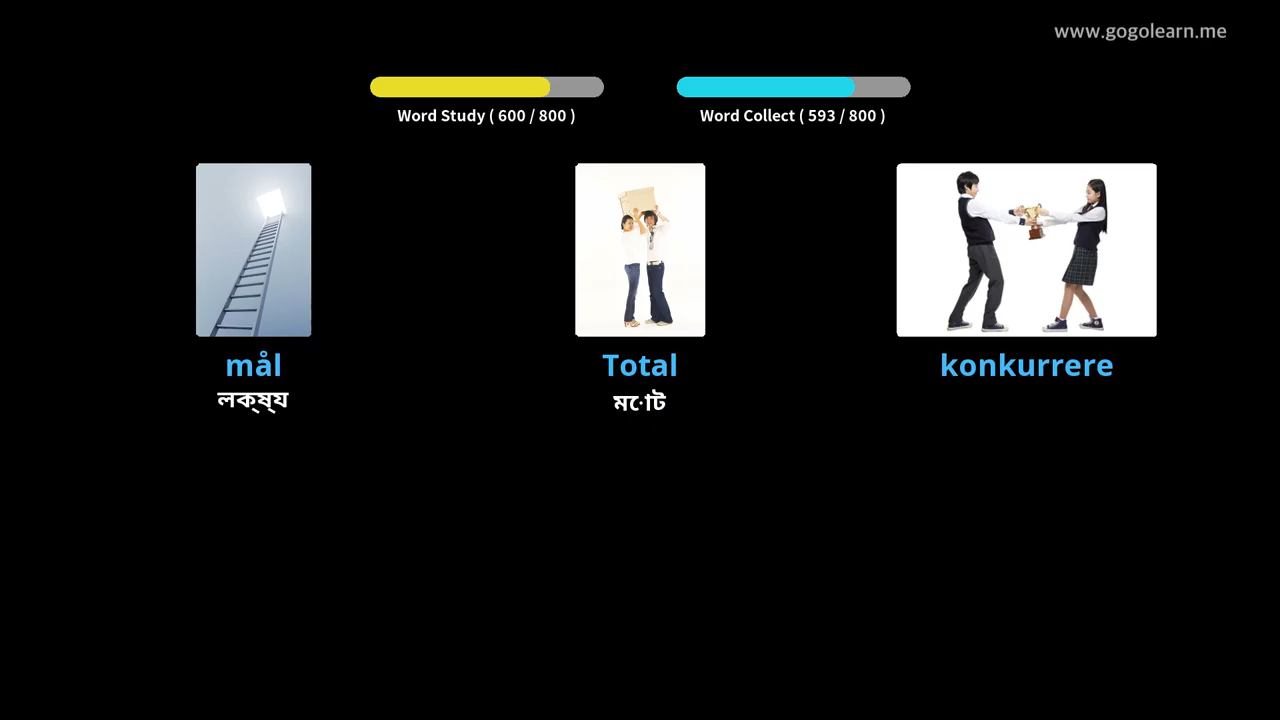 www.gogolearn.me
Word Study ( 600 / 800 )
Word Collect ( 593 / 800 )
mål
Total
konkurrere
লক্ষ্য
মোট